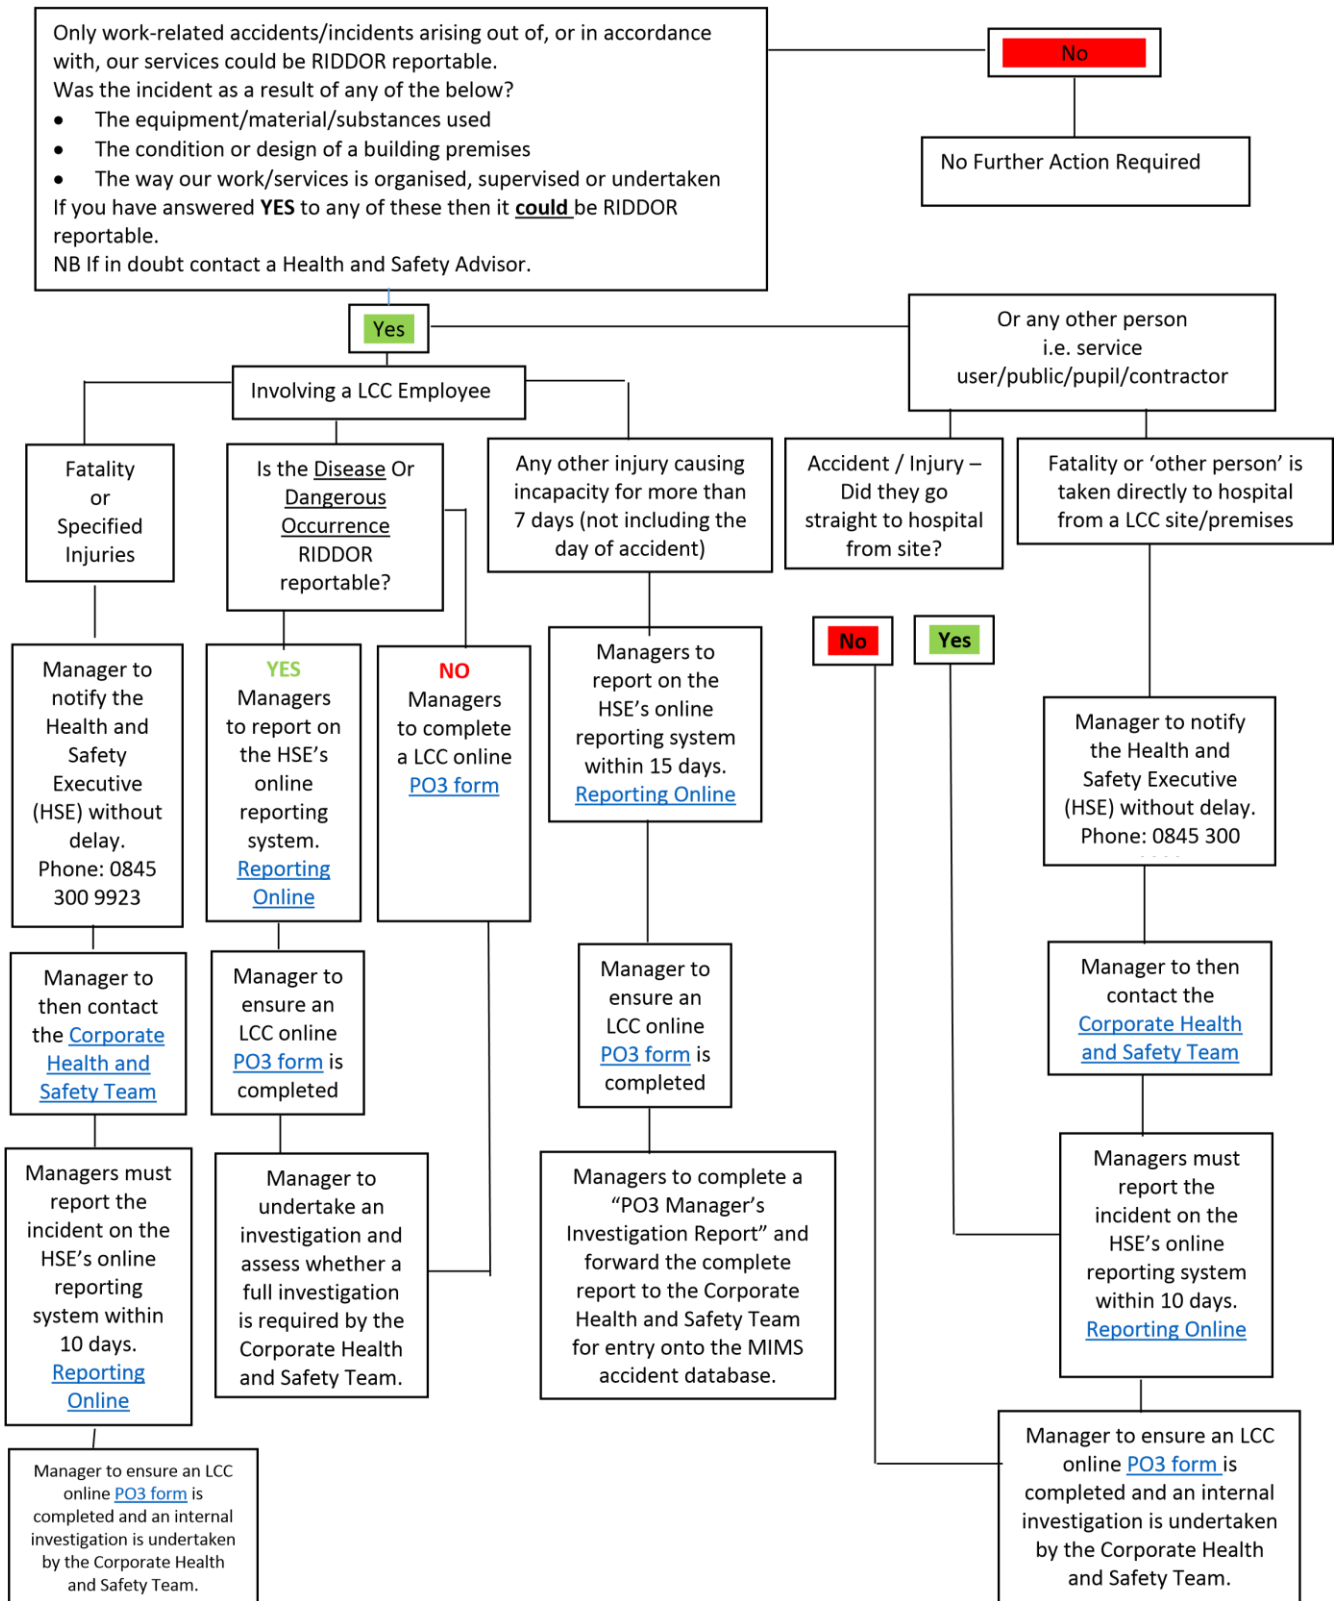 Only work-related accidents/incidents arising out of, or in accordance
with, our services could be RIDDOR reportable.
Was the incident as a result of any of the below?
• The equipment/material/substances used
• The condition or design of a building premises
• The way our work/services is organised, supervised or undertaken
If you have answered YES to any of these then it could be RIDDOR
reportable.
NB If in doubt contact a Health and Safety Advisor.
No
No Further Action Required
Yes
Involving a LCC Employee
Or any other person
i.e. service
user/public/pupil/contractor
Fatality
or
Specified
Injuries
Is the Disease Or
Dangerous
Occurrence
RIDDOR
reportable?
Any other injury causing
incapacity for more than
7 days (not including the
day of accident)
Accident / Injury –
Did they go
straight to hospital
from site?
Fatality or ‘other person’ is
taken directly to hospital
from a LCC site/premises
No
Yes
Manager to
notify the
Health and
Safety
Executive
(HSE) without
delay.
Phone: 0845
300 9923
YES
Managers
to report on
the HSE’s
online
reporting
system.
Reporting
Online
NO
Managers
to complete
a LCC online
PO3 form
Managers to
report on the
HSE’s online
reporting system
within 15 days.
Reporting Online
Manager to notify
the Health and
Safety Executive
(HSE) without delay.
Phone: 0845 300
Manager to
then contact
the Corporate
Health and
Safety Team
Manager to
ensure an
LCC online
PO3 form is
completed
Manager to
ensure an
LCC online
PO3 form is
completed
Manager to then
contact the
Corporate Health
and Safety Team
Managers must
report the
incident on the
HSE’s online
reporting
system within
10 days.
Reporting
Online
Manager to
undertake an
investigation and
assess whether a
full investigation
is required by the
Corporate Health
and Safety Team.
Managers to complete a
“PO3 Manager’s
Investigation Report” and
forward the complete
report to the Corporate
Health and Safety Team
for entry onto the MIMS
accident database.
Managers must
report the
incident on the
HSE’s online
reporting system
within 10 days.
Reporting Online
Manager to ensure an LCC
online PO3 form is
completed and an internal
investigation is undertaken
by the Corporate Health
and Safety Team.
Manager to ensure an LCC
online PO3 form is
completed and an internal
investigation is undertaken
by the Corporate Health
and Safety Team.